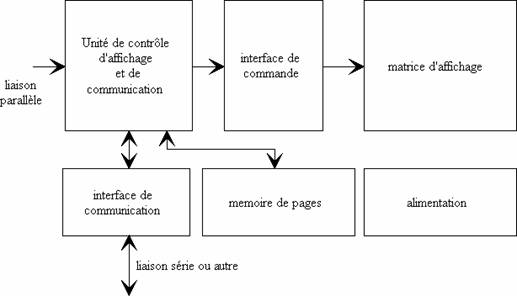 Unité de contrôle
d'affichage
et de
communication
interface de
commande
matrice d'affichage
liaison
parallèle
interface de
communication
memoire de pages
alimentation
liaison série ou autre